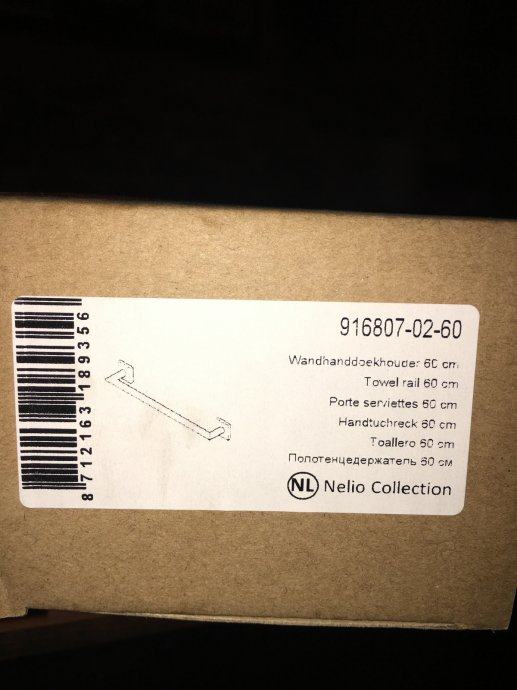 916807-02-60
Wandhanddoekhouder 60 cm
Towel rail 60 cm
Porte serviettes 60 cm
Handtuchreck 60 cm
Toallero 60 cm
Полотенцедержатель 60 см
NL Nelio Collection
8 712163 189356